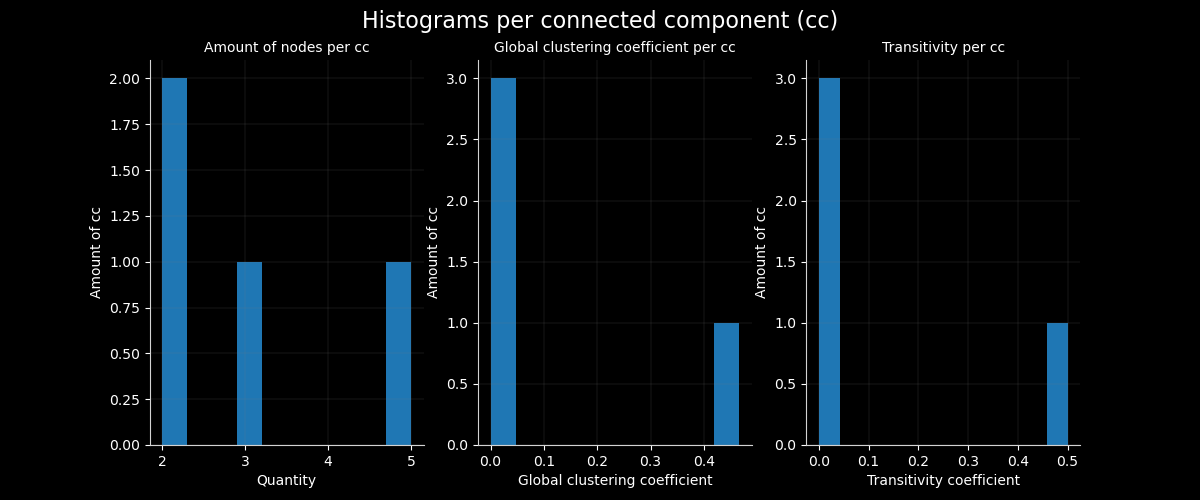 Histograms per connected component (cc)
Amount of nodes per cc
Amount of cc
2.00
1.75
1.50
1.25
1.00
0.75
0.50
0.25
0.00
2 3 4 5
Quantity
Global clustering coefficient per cc
Amount of cc
3.0
2.5
2.0
1.5
1.0
0.5
0.0
0.0 0.1 0.2 0.3 0.4
Global clustering coefficient
Transitivity per cc
Amount of cc
3.0
2.5
2.0
1.5
1.0
0.5
0.0
0.0 0.1 0.2 0.3 0.4 0.5
Transitivity coefficient